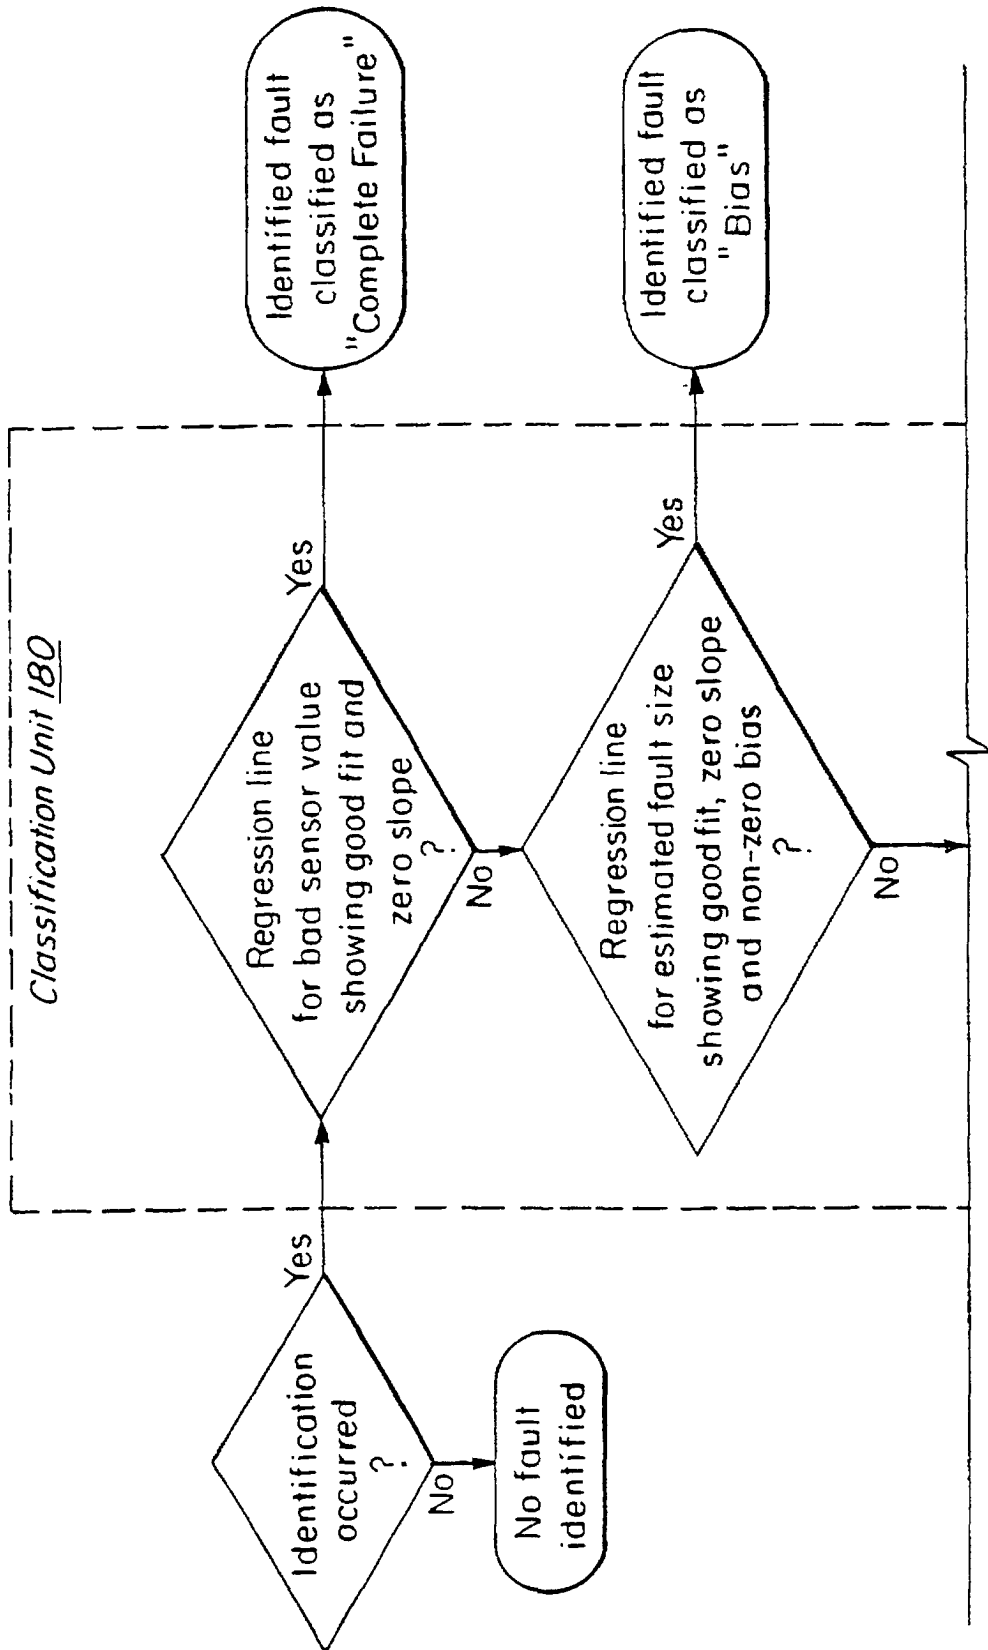 Classification Unit 180
Identification
occurred
?
Yes
No
No fault
identified
Regression line
for bad sensor value
showing good fit and
zero slope
?
Yes
No
Identified fault
classified as
"Complete Failure"
Regression line
for estimated fault size
showing good fit, zero slope
and non-zero bias
?
Yes
No
Identified fault
classified as
"Bias"